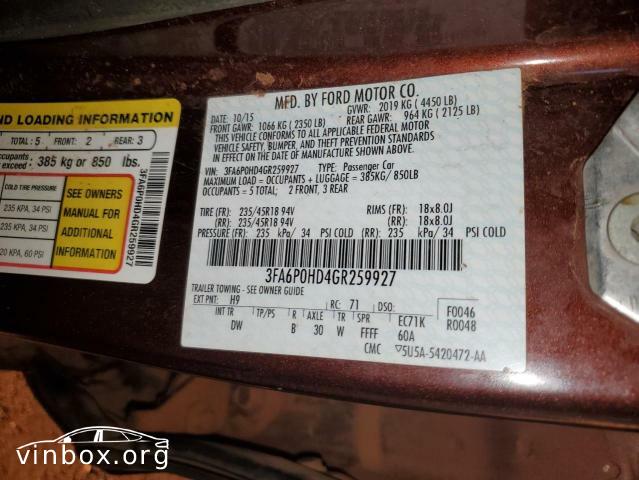 ND LOADING INFORMATION
TOTAL: 5 FRONT: 2 REAR: 3
ccupants
exceed: 385 kg or 850 lbs.
COLD TIRE PRESSURE
235 KPA, 34 PSI
235 KPA, 34 PSI
20 KPA, 60 PSI
SEE OWNERS
MANUAL FOR
ADDITIONAL
INFORMATION
3FA6P0HD4GR259927
MFD. BY FORD MOTOR CO.
DATE: 10/15 GVWR: 2019 KG ( 4450 LB)
FRONT GAWR: 1066 KG ( 2350 LB) REAR GAWR: 964 KG ( 2125 LB)
THIS VEHICLE CONFORMS TO ALL APPLICABLE FEDERAL MOTOR
VEHICLE SAFETY, BUMPER, AND THEFT PREVENTION STANDARDS
IN EFFECT ON THE DATE OF MANUFACTURE SHOWN ABOVE.
VIN: 3FA6P0HD4GR259927 TYPE: Passenger Car
MAXIMUM LOAD = OCCUPANTS + LUGGAGE = 385KG/ 850LB
OCCUPANTS = 5 TOTAL; 2 FRONT, 3 REAR
TIRE (FR): 235/45R18 94V RIMS (FR): 18x8.0J
(RR): 235/45R18 94V (RR): 18x8.0J
PRESSURE (FR): 235 kPa/ 34 PSI COLD (RR): 235 kPa/ 34 PSI COLD
3FA6P0HD4GR259927
TRAILER TOWING - SEE OWNER GUIDE
EXT PNT: H9 RC: 71 DSO: F0046
INT TR TP/PS R AXLE TR SPR EC71K R0048
DW B 30 W FFFF 60A
CMC 5U5A-5420472-AA
vinbox.org